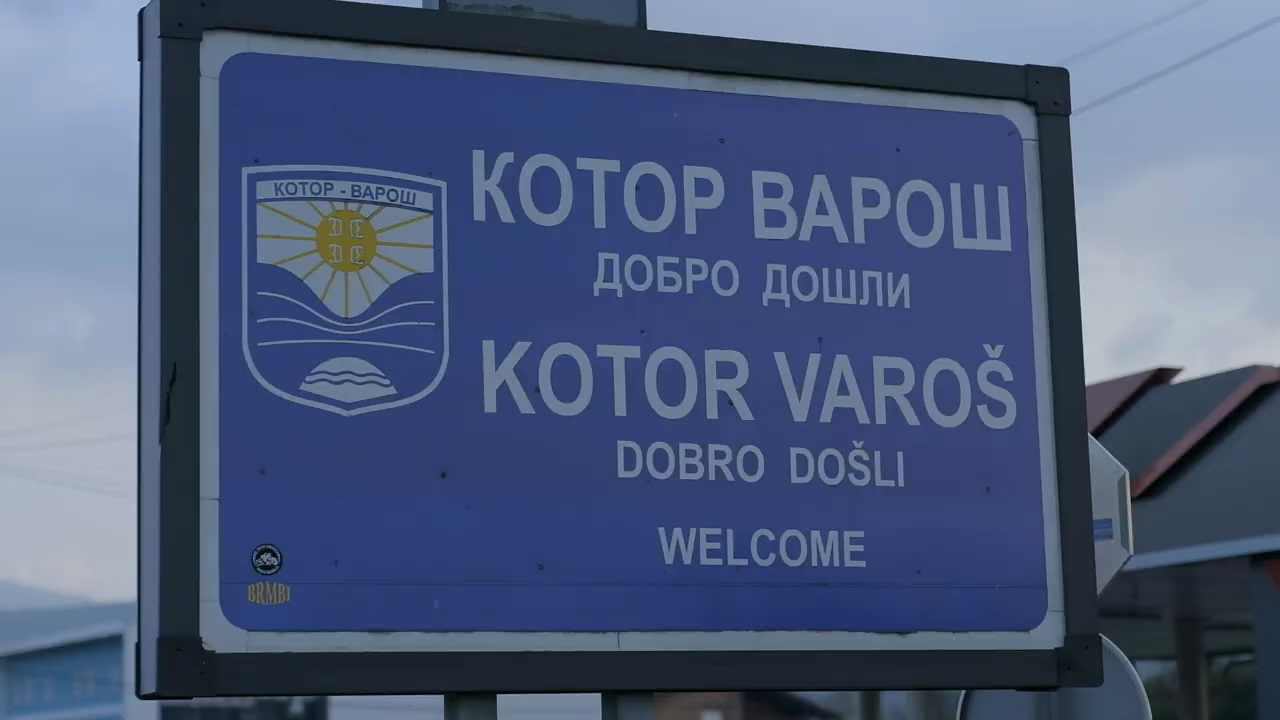 КОТОР - ВАРОШ
КОТОР ВАРОШ
ДОБРО ДОШЛИ
KOTOR VAROŠ
DOBRO DOŠLI
WELCOME
BRMBI